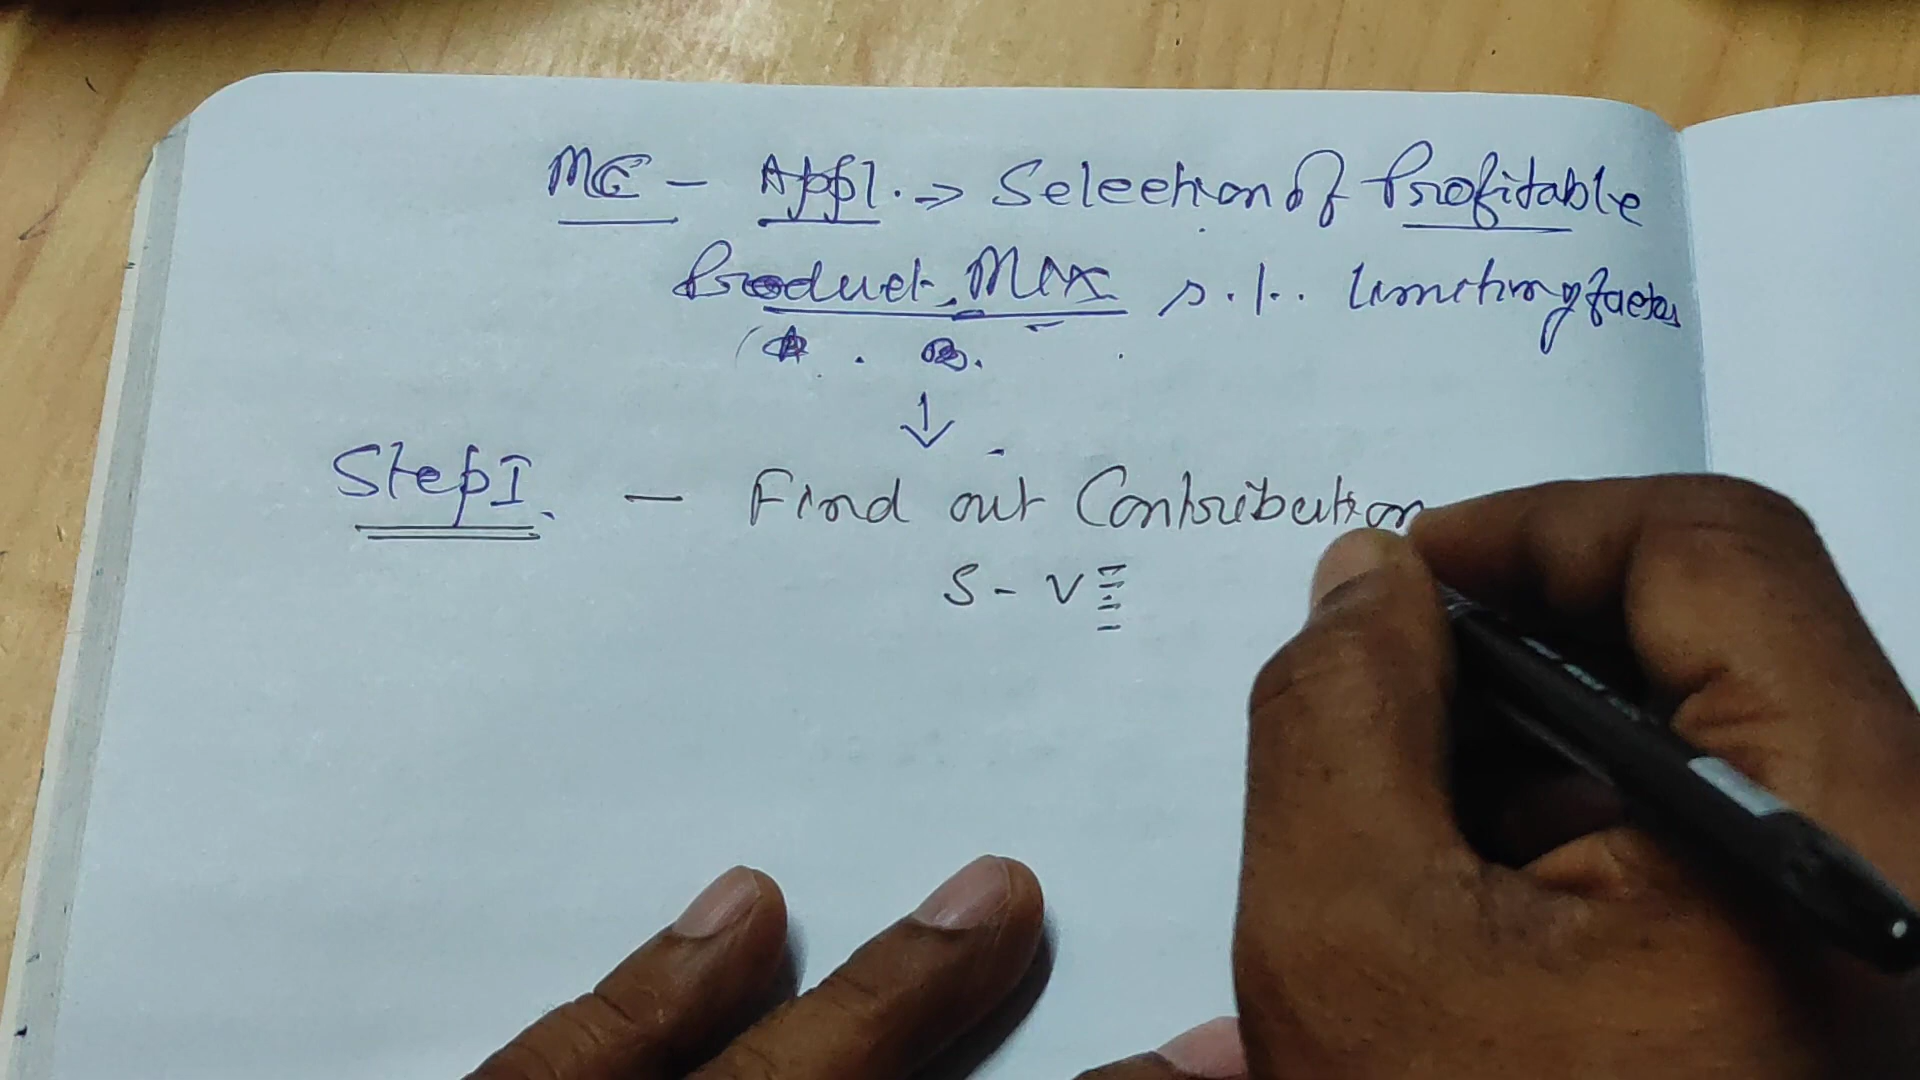 MC - Appl. → Selection of Profitable
Product Mix s.t. limiting factor
(A . B.
↓
Step I. - Find out Contribution
S - V